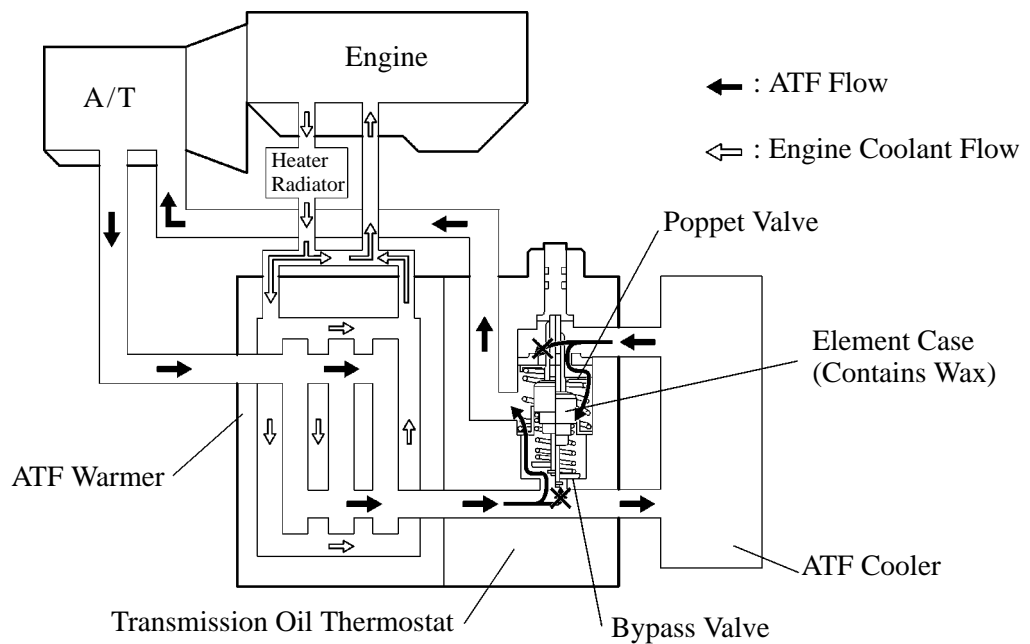 Engine
A/T
: ATF Flow
Heater
Radiator
: Engine Coolant Flow
Poppet Valve
Element Case
(Contains Wax)
ATF Warmer
ATF Cooler
Transmission Oil Thermostat
Bypass Valve